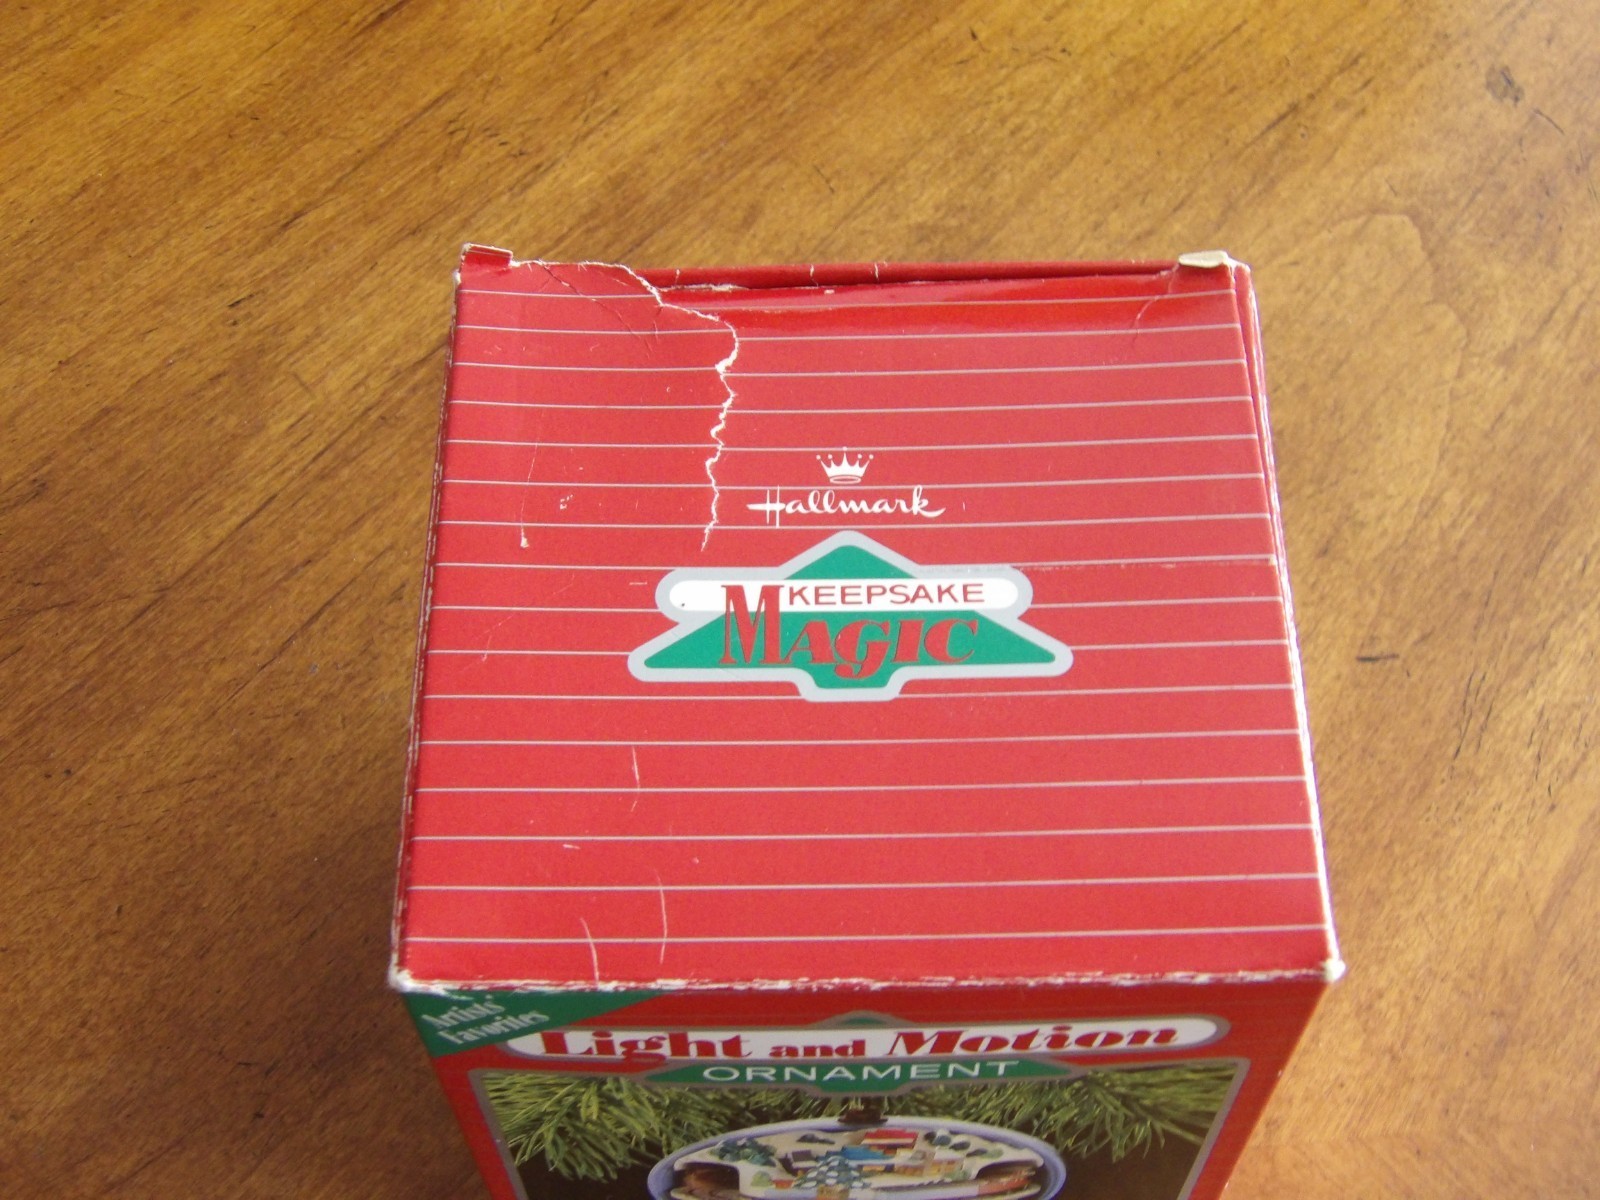 Hallmark
KEEPSAKE
MAGIC
Artists'
Favorites
Light and Motion
ORNAMENT